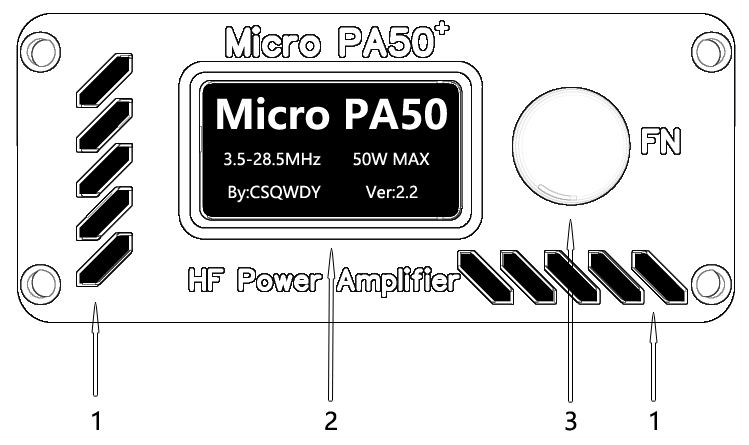 Micro PA50+
Micro PA50
3.5-28.5MHz 50W MAX
By:CSQWDY Ver:2.2
FN
HF Power Amplifier
1 2 3 1